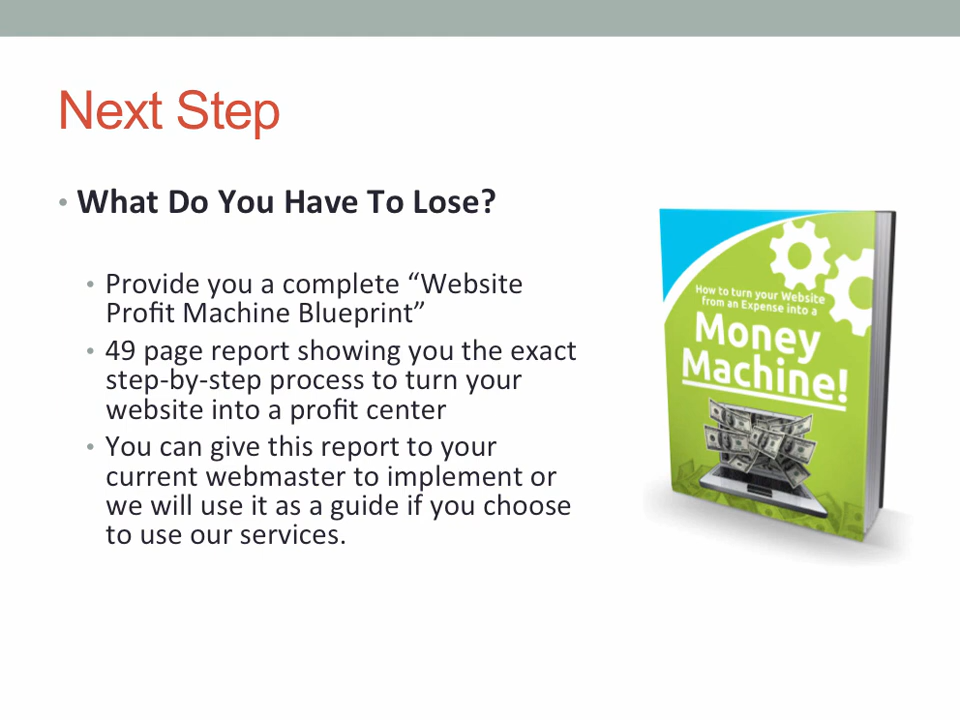 Next Step
• What Do You Have To Lose?
• Provide you a complete “Website
Profit Machine Blueprint”
• 49 page report showing you the exact
step-by-step process to turn your
website into a profit center
• You can give this report to your
current webmaster to implement or
we will use it as a guide if you choose
to use our services.
How to turn your Website
from an Expense into a
Money
Machine!